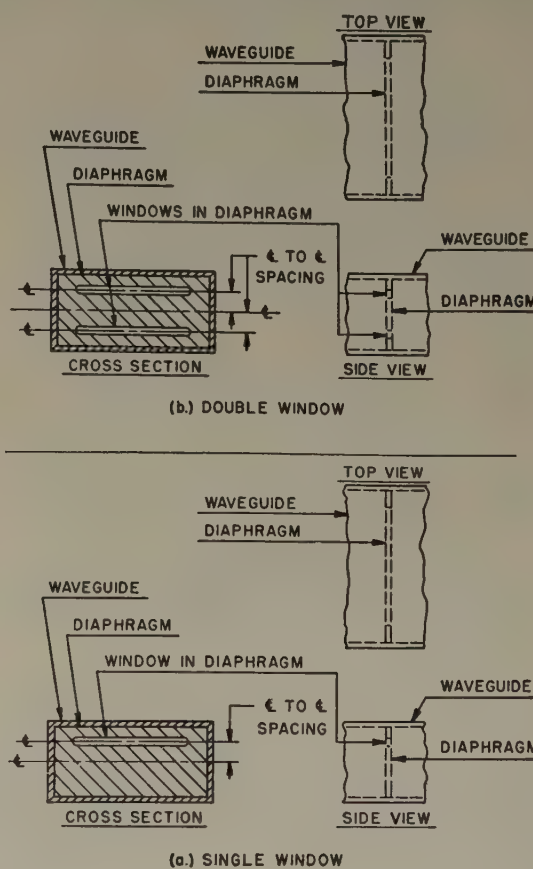 TOP VIEW
WAVEGUIDE
DIAPHRAGM
WAVEGUIDE
DIAPHRAGM
WINDOWS IN DIAPHRAGM
℄ TO ℄
SPACING
WAVEGUIDE
DIAPHRAGM
℄
℄
℄
CROSS SECTION
SIDE VIEW
(b.) DOUBLE WINDOW
TOP VIEW
WAVEGUIDE
DIAPHRAGM
WAVEGUIDE
DIAPHRAGM
WINDOW IN DIAPHRAGM
℄ TO ℄
SPACING
WAVEGUIDE
DIAPHRAGM
℄
℄
CROSS SECTION
SIDE VIEW
(a.) SINGLE WINDOW